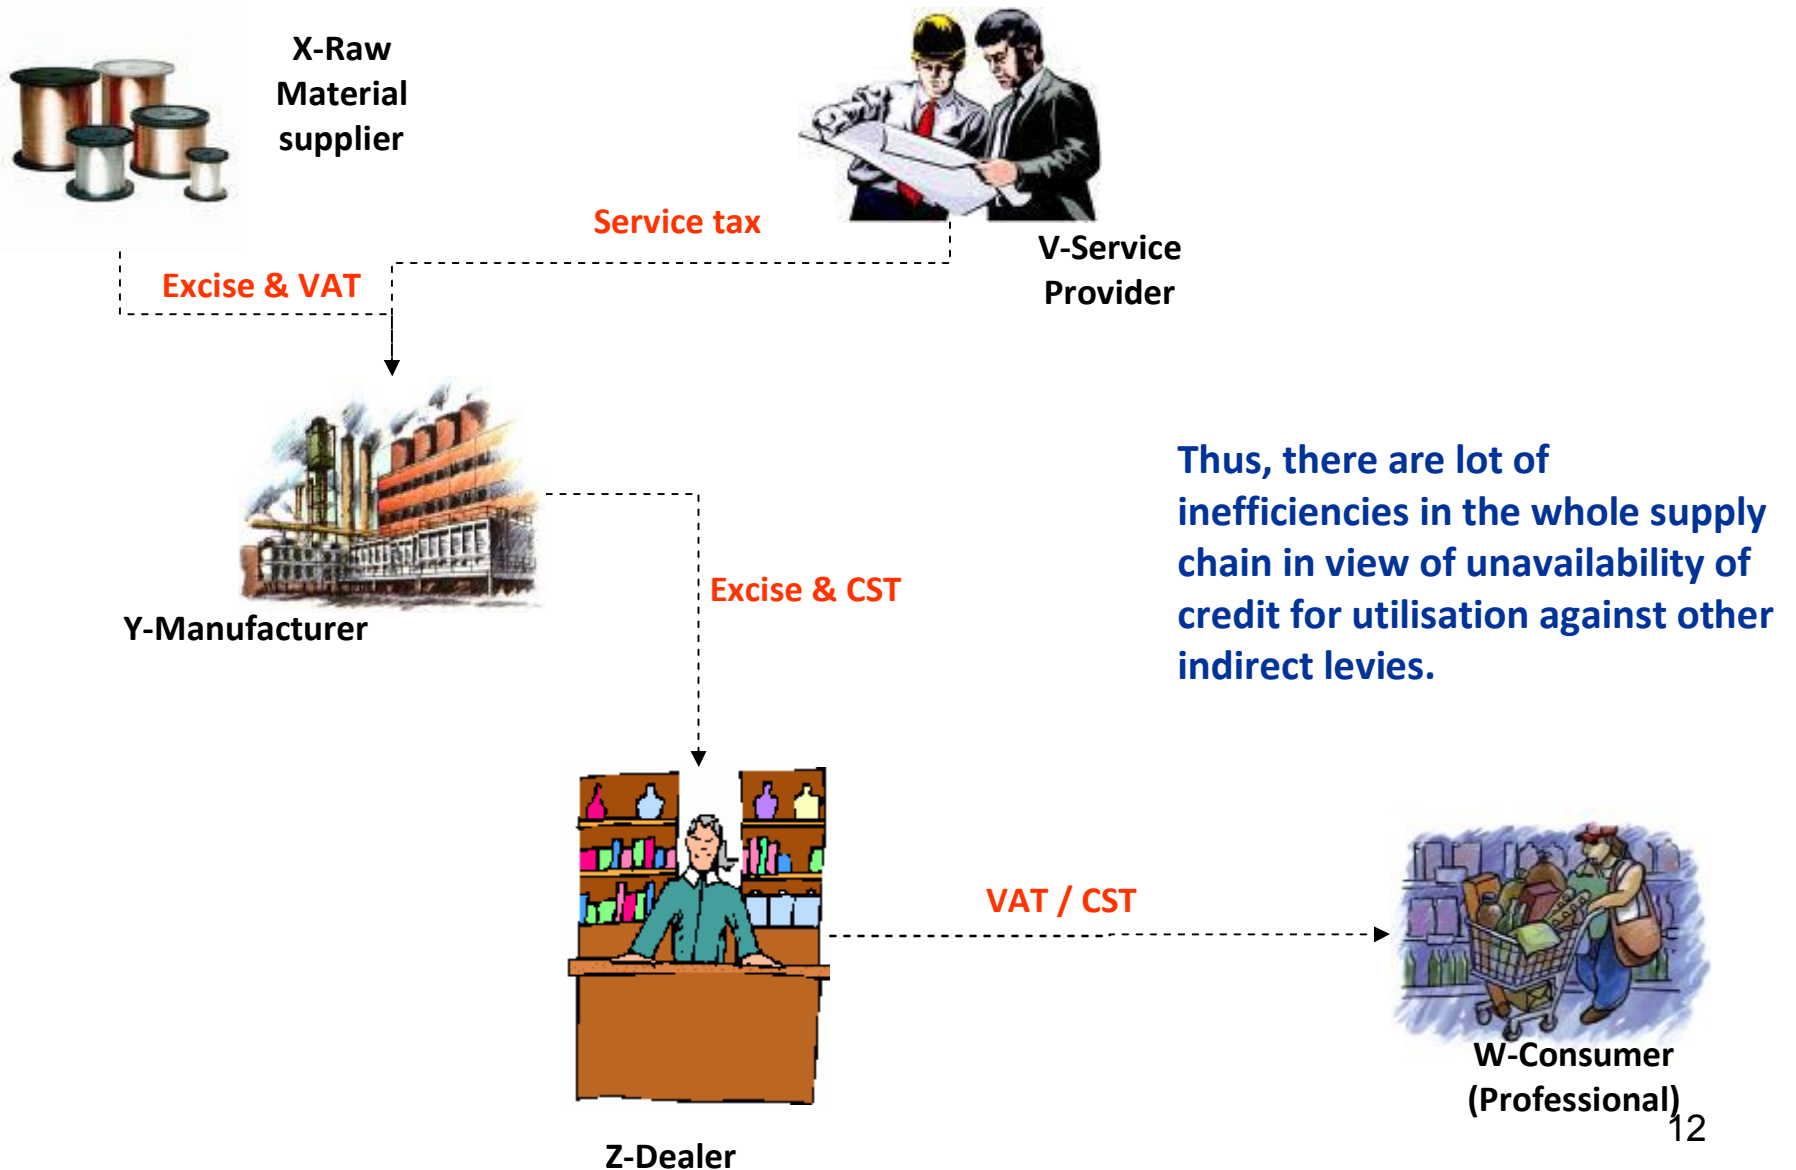 X-Raw
Material
supplier
Service tax
V-Service
Provider
Excise & VAT
Thus, there are lot of
inefficiencies in the whole supply
chain in view of unavailability of
credit for utilisation against other
indirect levies.
Excise & CST
Y-Manufacturer
VAT / CST
W-Consumer
(Professional)
12
Z-Dealer